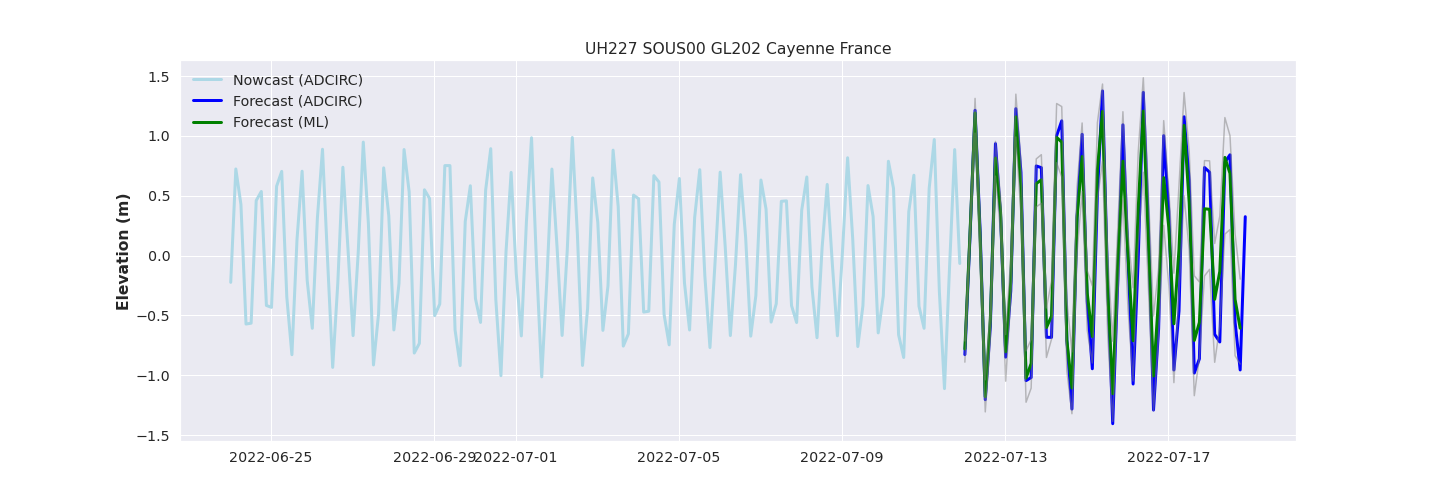 UH227 SOUS00 GL202 Cayenne France
Nowcast (ADCIRC)
Forecast (ADCIRC)
Forecast (ML)
Elevation (m)
1.5
1.0
0.5
0.0
−0.5
−1.0
−1.5
2022-06-25
2022-06-29
2022-07-01
2022-07-05
2022-07-09
2022-07-13
2022-07-17